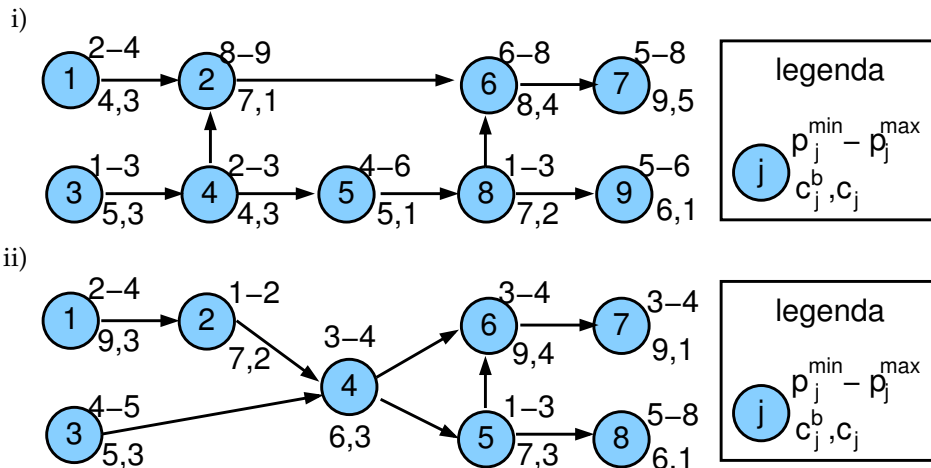 i)
2–4 8–9 6–8 5–8
1 2 6 7
4,3 7,1 8,4 9,5
1–3 2–3 4–6 1–3 5–6
3 4 5 8 9
5,3 4,3 5,1 7,2 6,1
legenda
p_j^min – p_j^max
j
c_j^b , c_j
ii)
2–4 1–2 3–4 3–4
1 2 6 7
9,3 7,2 9,4 9,1
3–4
4
6,3
4–5 1–3 5–8
3 5 8
5,3 7,3 6,1
legenda
p_j^min – p_j^max
j
c_j^b , c_j